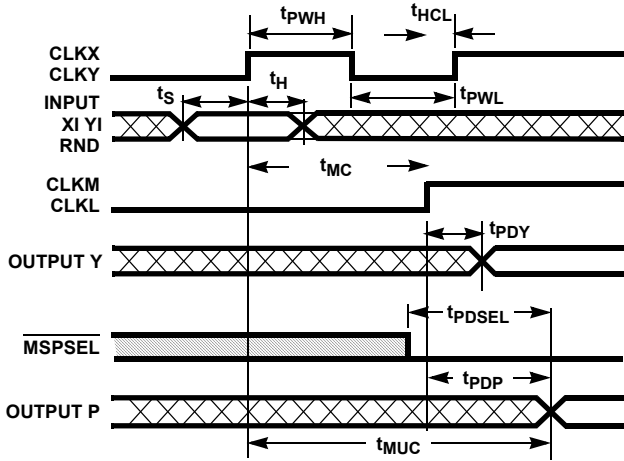 tPWH
tHCL
CLKX
CLKY
tS
tH
INPUT
XI YI
RND
tPWL
tMC
CLKM
CLKL
tPDY
OUTPUT Y
tPDSEL
MSPSEL
tPDP
OUTPUT P
tMUC